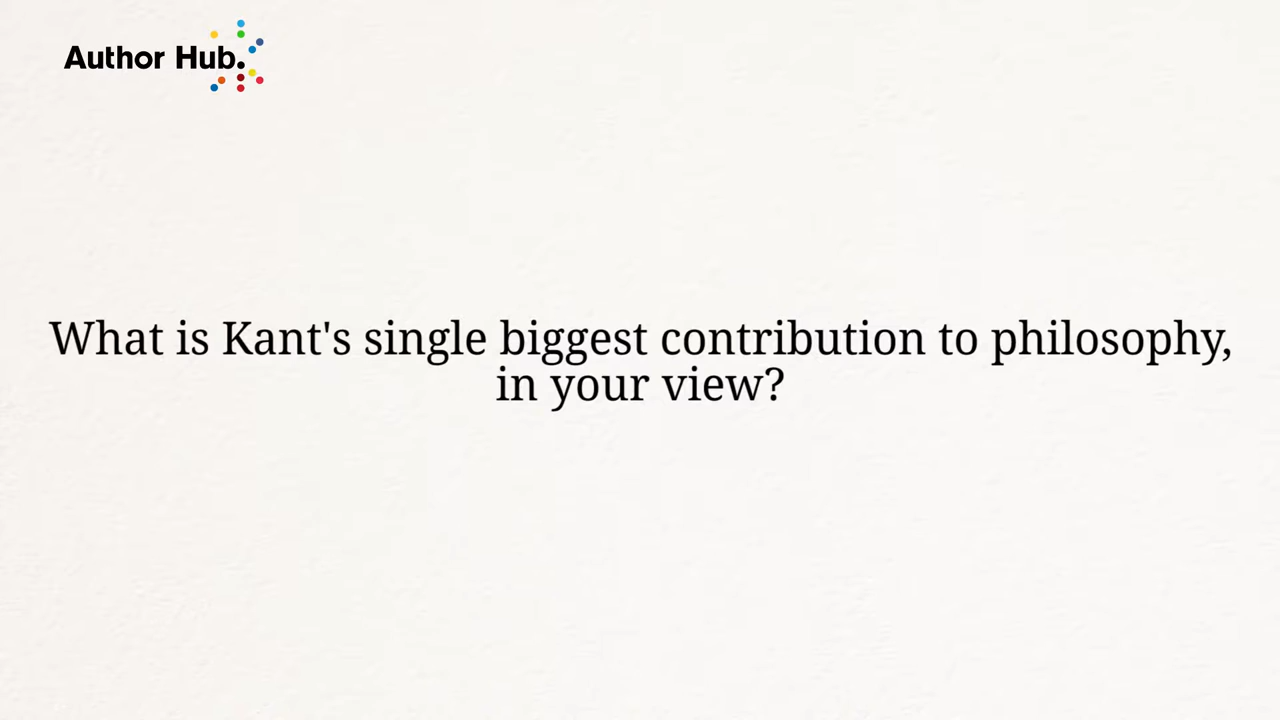 Author Hub.
What is Kant's single biggest contribution to philosophy,
in your view?